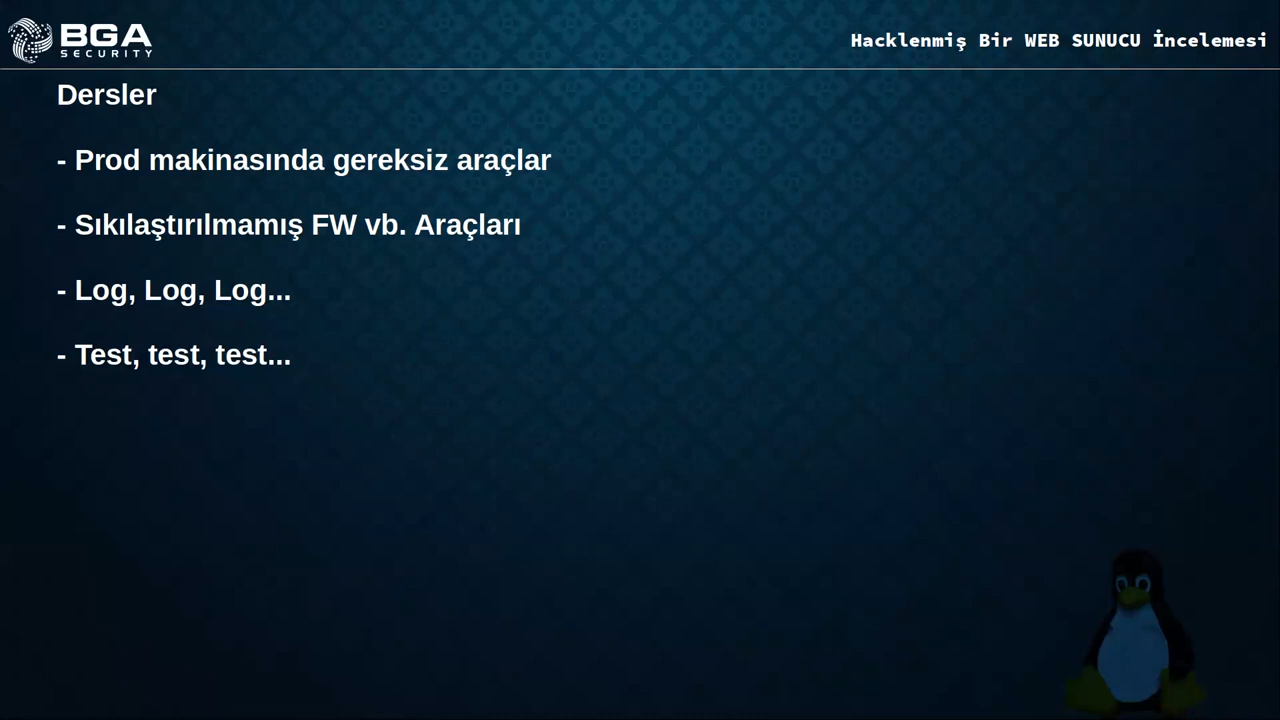 BGA
SECURITY
Hacklenmiş Bir WEB SUNUCU İncelemesi
Dersler
- Prod makinasında gereksiz araçlar
- Sıkılaştırılmamış FW vb. Araçları
- Log, Log, Log...
- Test, test, test...